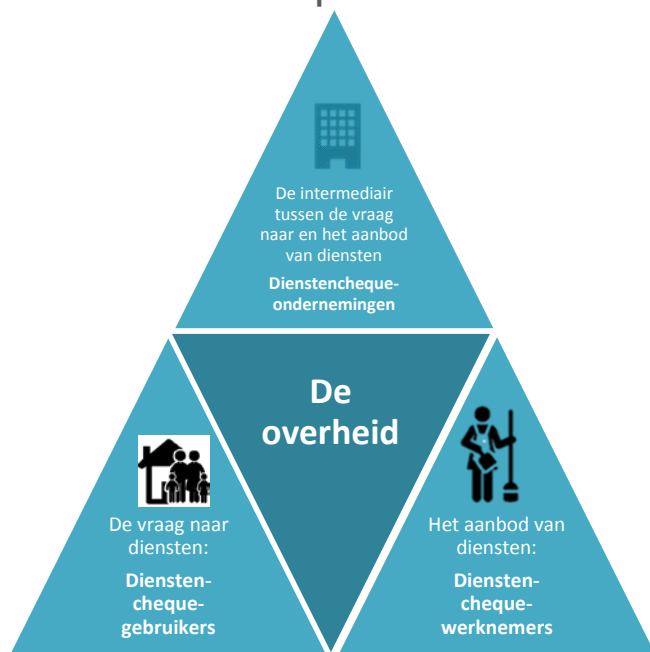 De intermediair
tussen de vraag
naar en het aanbod
van diensten
Dienstencheque-
ondernemingen
De
overheid
De vraag naar
diensten:
Diensten-
cheque-
gebruikers
Het aanbod van
diensten:
Diensten-
cheque-
werknemers